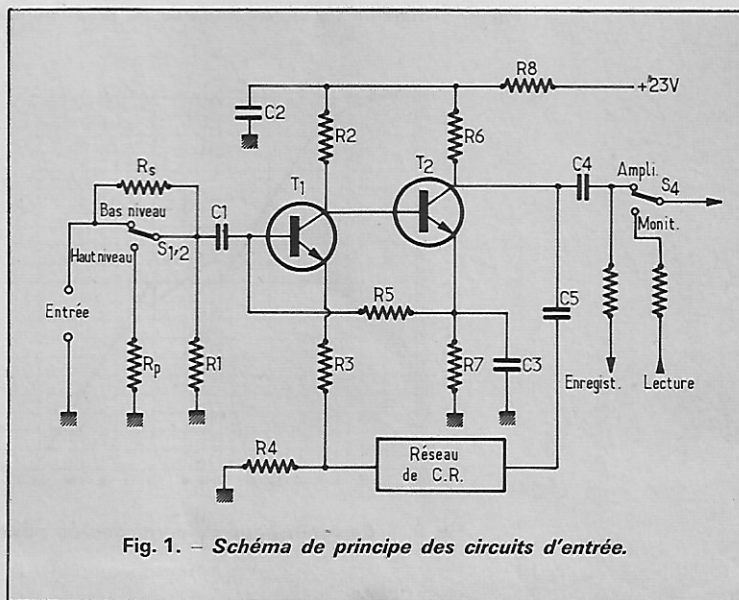 R8
+23V
C2
R2
R6
Rs
T1
T2
C4
Ampli.
S4
Bas niveau
C1
Monit.
Haut niveau
S1,2
R5
C5
Entrée
Rp
R1
R3
R7
C3
Enregist.
Lecture
R4
Réseau
de C.R.
Fig. 1. – Schéma de principe des circuits d'entrée.